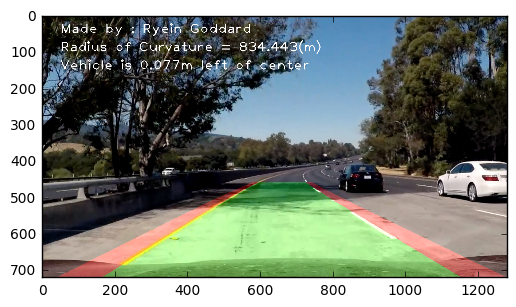 Made by : Ryein Goddard
Radius of Curvature = 834.443(m)
Vehicle is 0.077m left of center
0
100
200
300
400
500
600
700
0 200 400 600 800 1000 1200